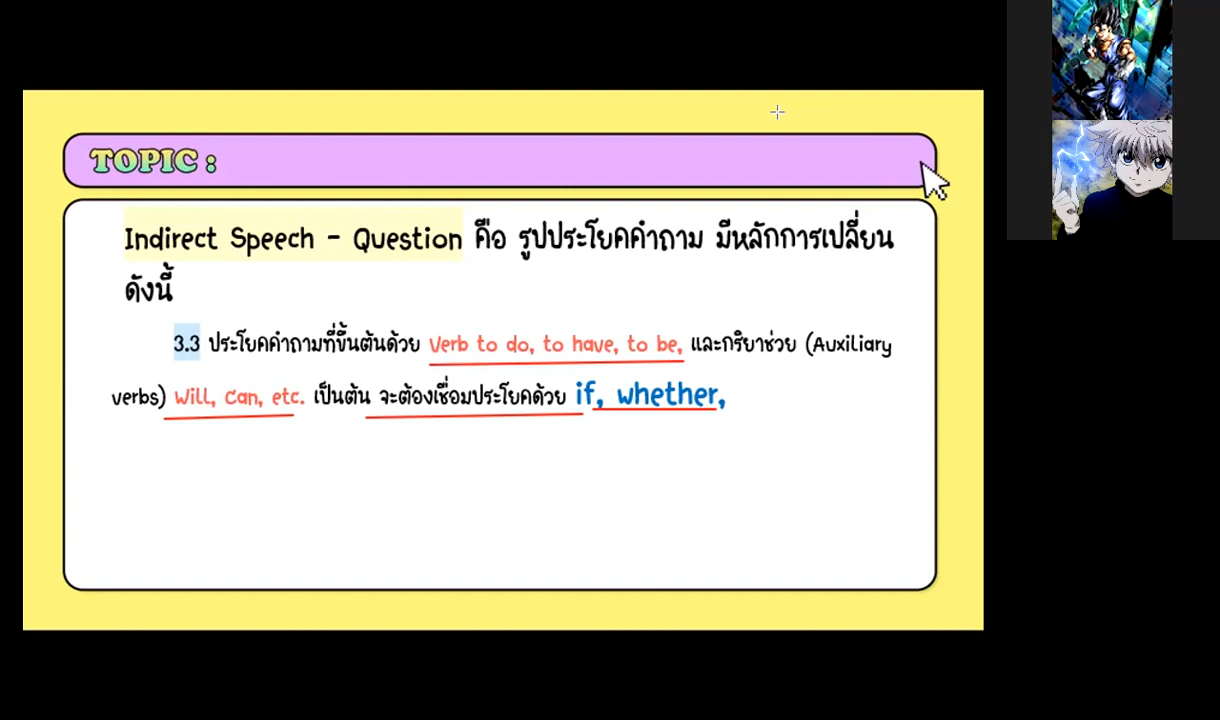 TOPIC :
Indirect Speech - Question คือ รูปประโยคคำถาม มีหลักการเปลี่ยน
ดังนี้
3.3 ประโยคคำถามที่ขึ้นต้นด้วย Verb to do, to have, to be, และกริยาช่วย (Auxiliary
verbs) will, can, etc. เป็นต้น จะต้องเชื่อมประโยคด้วย if, whether,